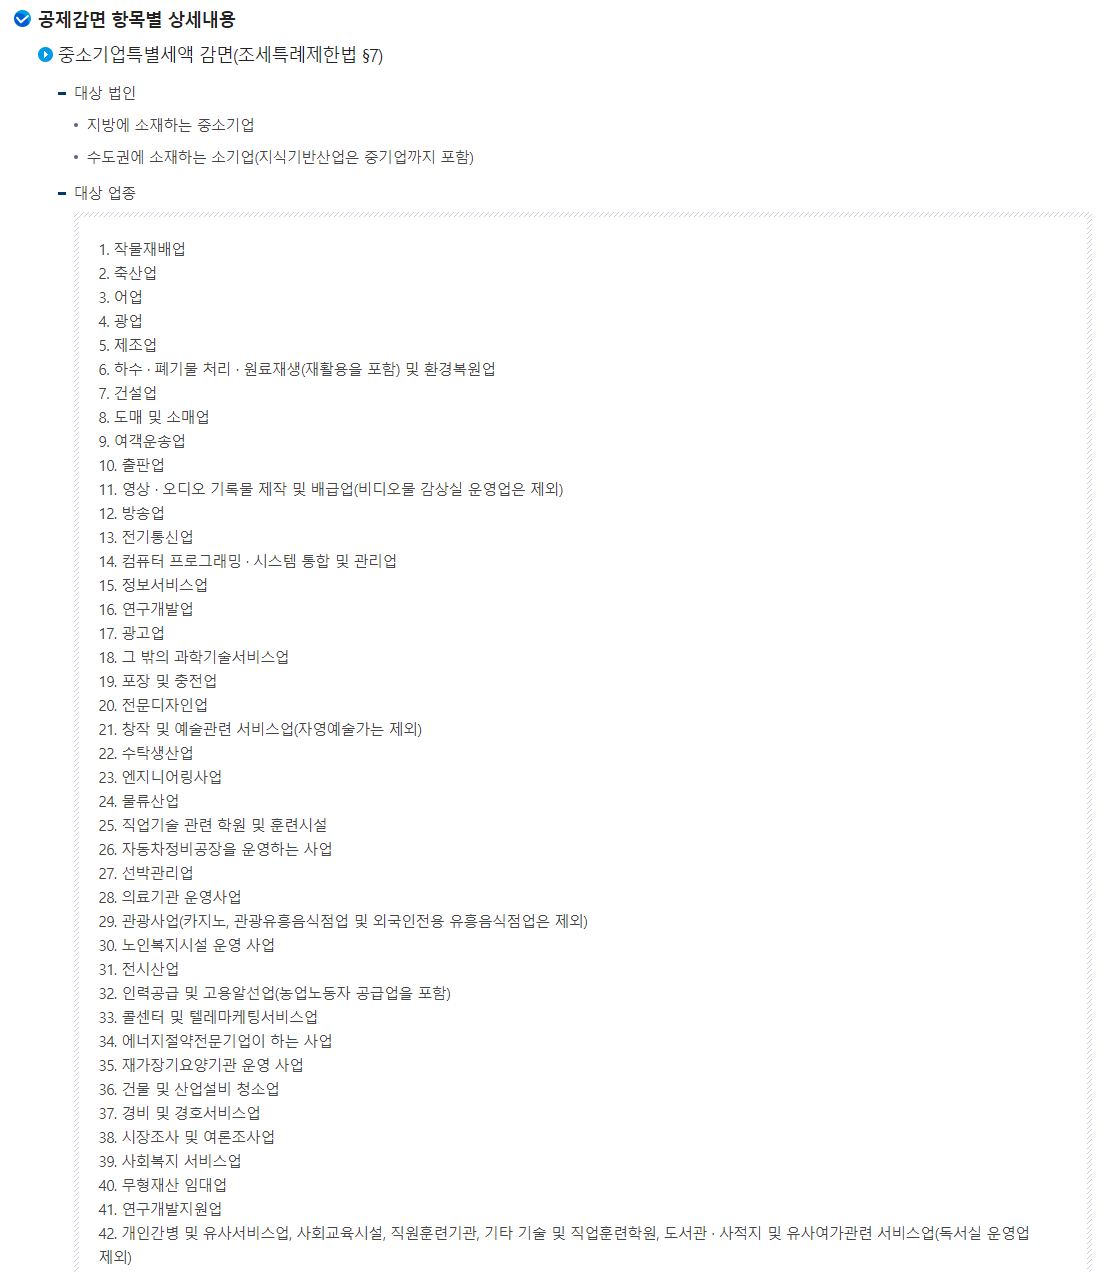 공제감면 항목별 상세내용
중소기업특별세액 감면(조세특례제한법 §7)
대상 법인
• 지방에 소재하는 중소기업
• 수도권에 소재하는 소기업(지식기반산업은 중기업까지 포함)
대상 업종
1. 작물재배업
2. 축산업
3. 어업
4. 광업
5. 제조업
6. 하수 · 폐기물 처리 · 원료재생(재활용을 포함) 및 환경복원업
7. 건설업
8. 도매 및 소매업
9. 여객운송업
10. 출판업
11. 영상 · 오디오 기록물 제작 및 배급업(비디오물 감상실 운영업은 제외)
12. 방송업
13. 전기통신업
14. 컴퓨터 프로그래밍 · 시스템 통합 및 관리업
15. 정보서비스업
16. 연구개발업
17. 광고업
18. 그 밖의 과학기술서비스업
19. 포장 및 충전업
20. 전문디자인업
21. 창작 및 예술관련 서비스업(자영예술가는 제외)
22. 수탁생산업
23. 엔지니어링사업
24. 물류산업
25. 직업기술 관련 학원 및 훈련시설
26. 자동차정비공장을 운영하는 사업
27. 선박관리업
28. 의료기관 운영사업
29. 관광사업(카지노, 관광유흥음식점업 및 외국인전용 유흥음식점업은 제외)
30. 노인복지시설 운영 사업
31. 전시산업
32. 인력공급 및 고용알선업(농업노동자 공급업을 포함)
33. 콜센터 및 텔레마케팅서비스업
34. 에너지절약전문기업이 하는 사업
35. 재가장기요양기관 운영 사업
36. 건물 및 산업설비 청소업
37. 경비 및 경호서비스업
38. 시장조사 및 여론조사업
39. 사회복지 서비스업
40. 무형재산 임대업
41. 연구개발지원업
42. 개인간병 및 유사서비스업, 사회교육시설, 직원훈련기관, 기타 기술 및 직업훈련학원, 도서관 · 사적지 및 유사여가관련 서비스업(독서실 운영업
제외)